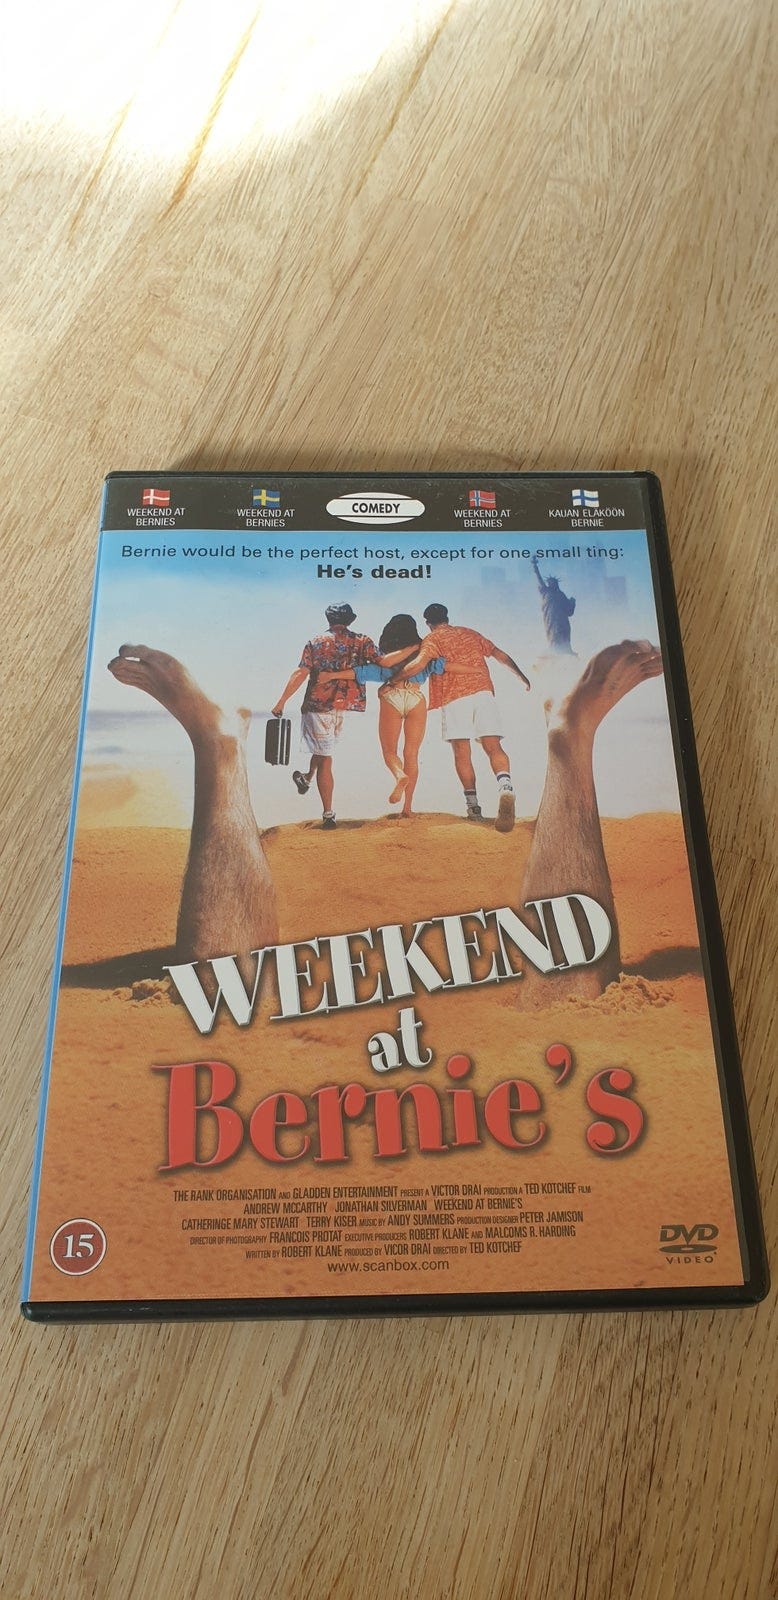 WEEKEND AT BERNIES
WEEKEND AT BERNIES
COMEDY
WEEKEND AT BERNIES
KAUAN ELÄKÖÖN BERNIE
Bernie would be the perfect host, except for one small ting:
He's dead!
WEEKEND
at
Bernie's
THE RANK ORGANISATION AND GLADDEN ENTERTAINMENT PRESENT A VICTOR DRAI PRODUCTION A TED KOTCHEF FILM
ANDREW MCCARTHY JONATHAN SILVERMAN WEEKEND AT BERNIE'S
CATHERINGE MARY STEWART TERRY KISER MUSIC BY ANDY SUMMERS PRODUCTION DESIGNER PETER JAMISON
DIRECTOR OF PHOTOGRAPHY FRANCOIS PROTAT EXECUTIVE PRODUCERS ROBERT KLANE AND MALCOMS R. HARDING
WRITTEN BY ROBERT KLANE PRODUCED BY VICOR DRAI DIRECTED BY TED KOTCHEF
www.scanbox.com
15
DVD
VIDEO